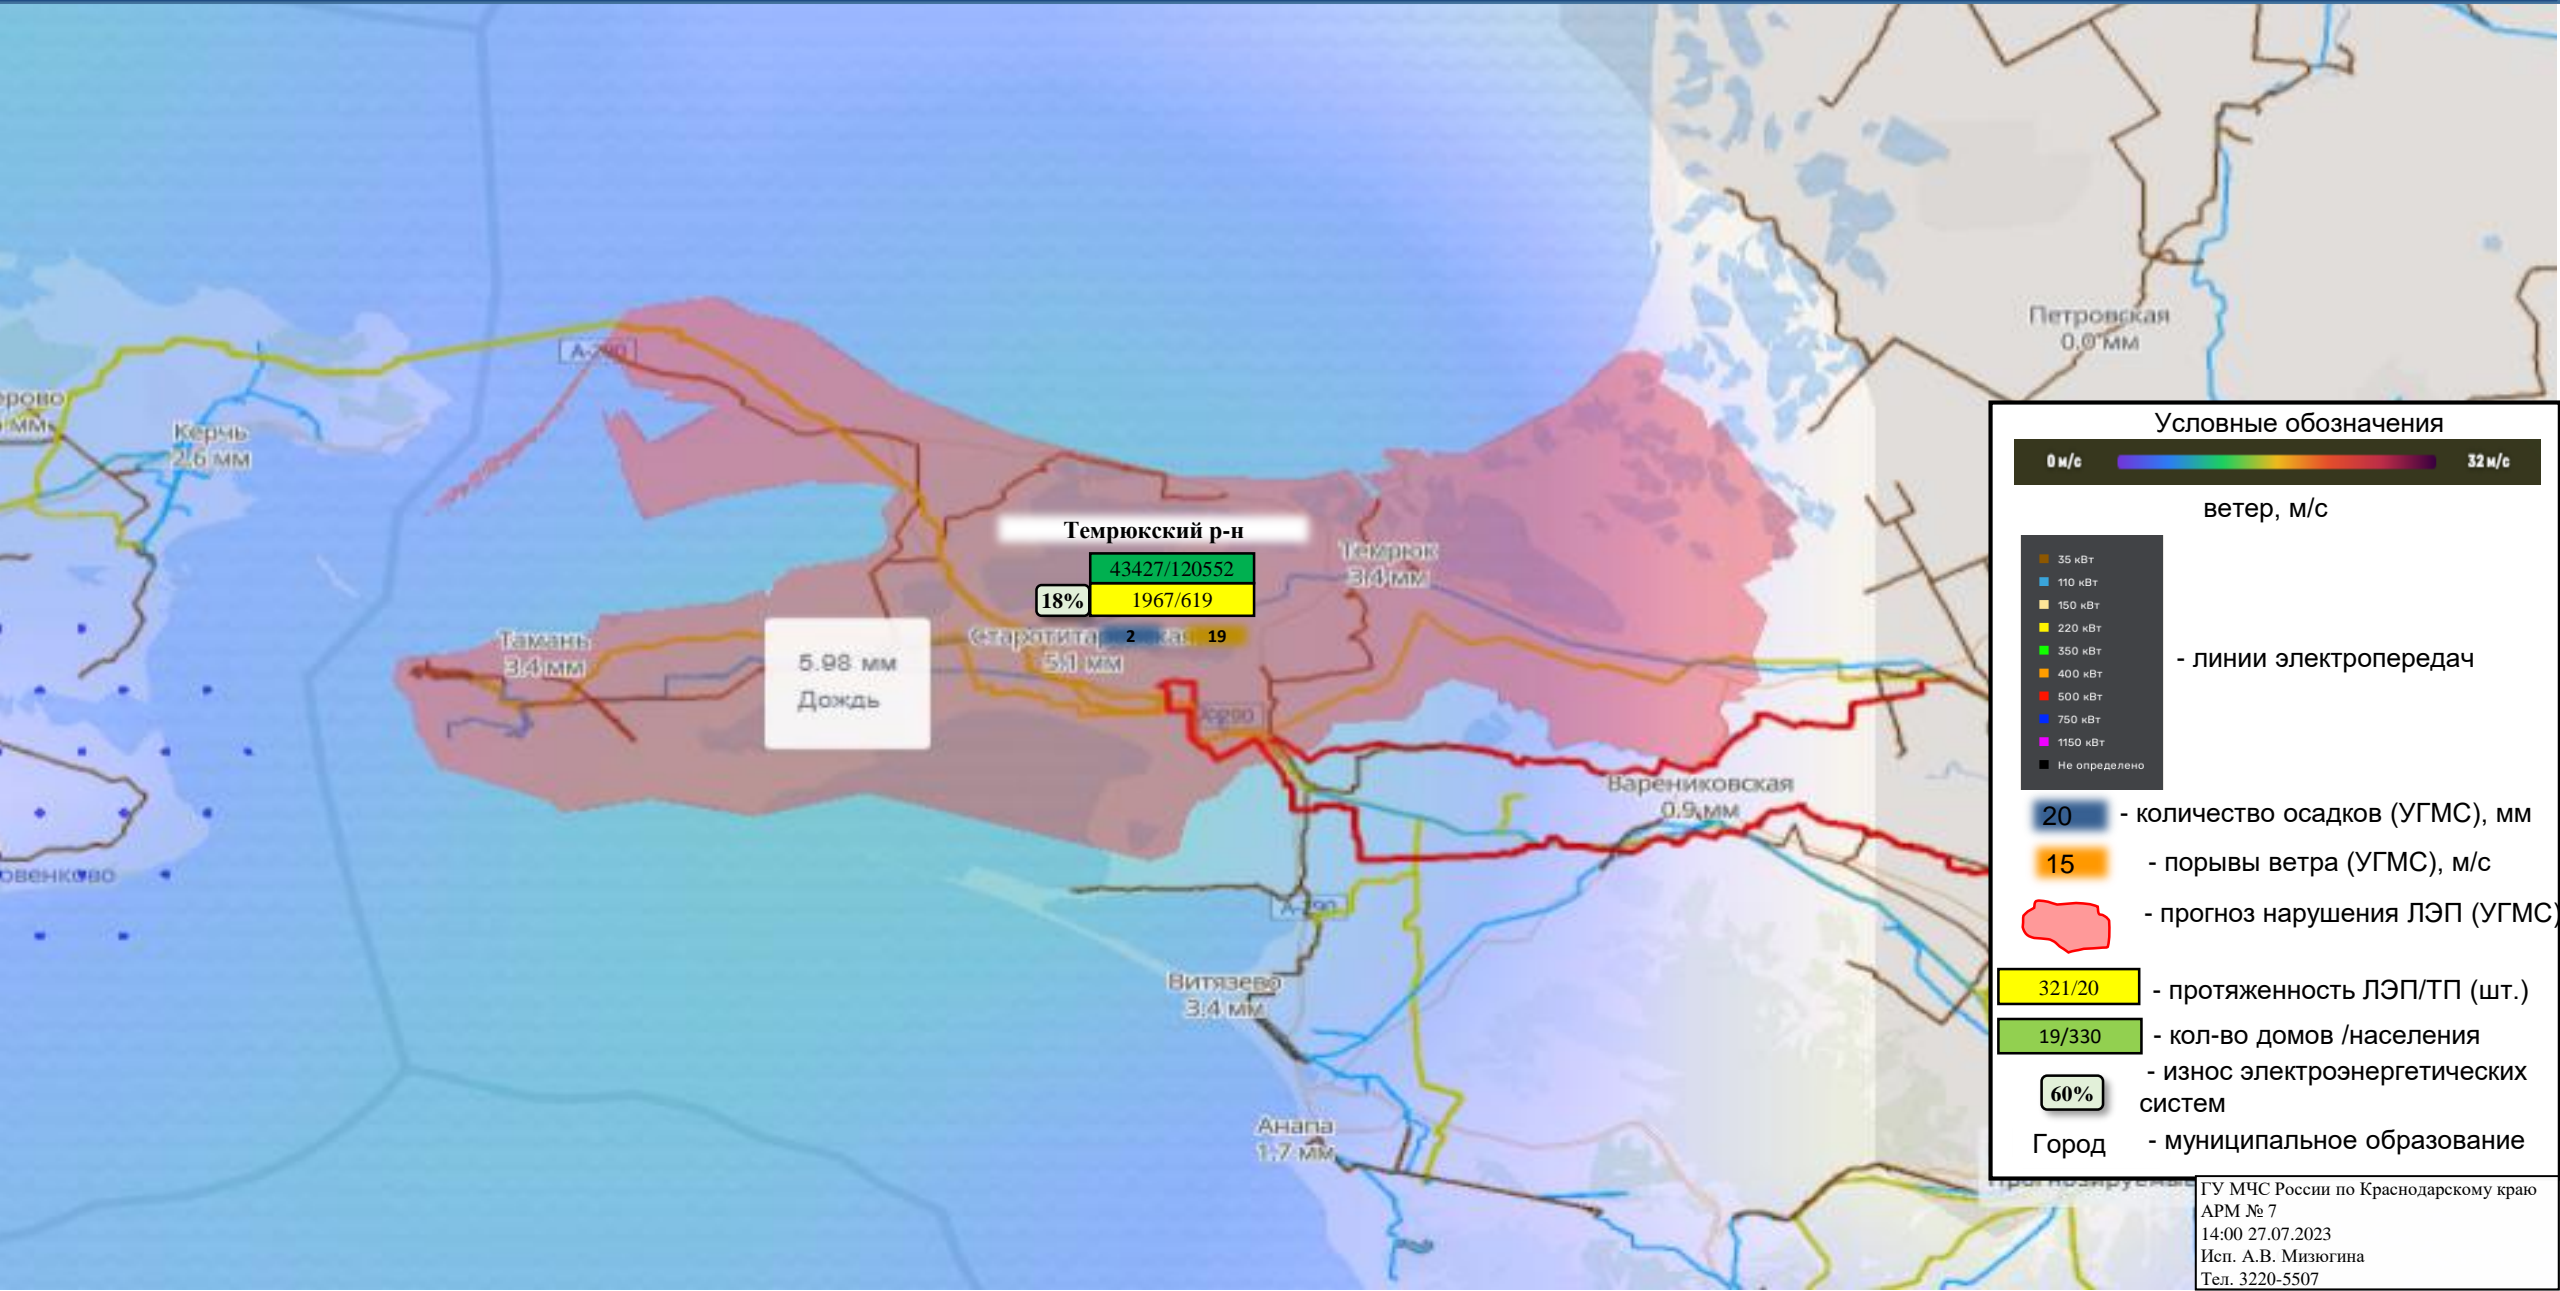 А-290
Керчь
2.6 мм
Темрюкский р-н
43427/120552
18%
1967/619
2
19
5.1 мм
Темрюк
3.4 мм
Тамань
3.4 мм
5.98 мм
Дождь
Петровская
0.0 мм
Варениковская
0.9 мм
А-290
Витязево
3.4 мм
Анапа
1.7 мм
Условные обозначения
0 м/с
32 м/с
ветер, м/с
35 кВт
110 кВт
150 кВт
220 кВт
350 кВт
400 кВт
500 кВт
750 кВт
1150 кВт
Не определено
- линии электропередач
20 - количество осадков (УГМС), мм
15 - порывы ветра (УГМС), м/с
- прогноз нарушения ЛЭП (УГМС)
321/20 - протяженность ЛЭП/ТП (шт.)
19/330 - кол-во домов /населения
60% - износ электроэнергетических
систем
Город - муниципальное образование
ГУ МЧС России по Краснодарскому краю
АРМ № 7
14:00 27.07.2023
Исп. А.В. Мизюгина
Тел. 3220-5507